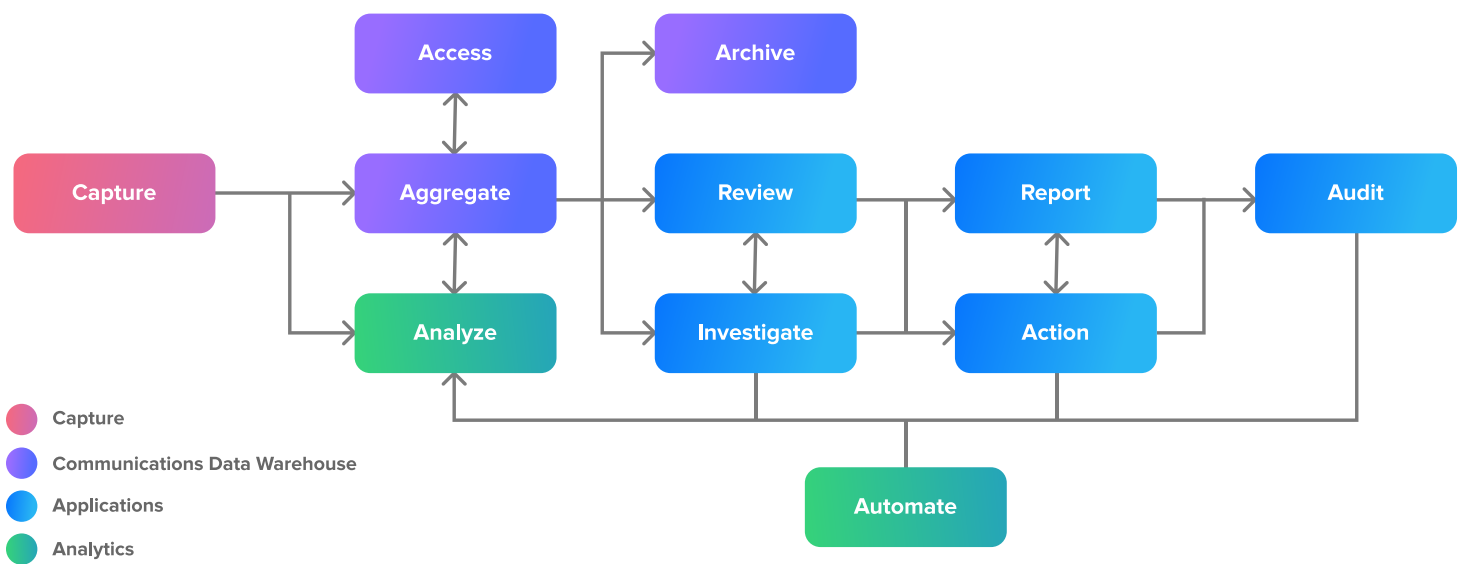 Access
Archive
Capture
Aggregate
Review
Report
Audit
Analyze
Investigate
Action
Capture
Communications Data Warehouse
Applications
Automate
Analytics